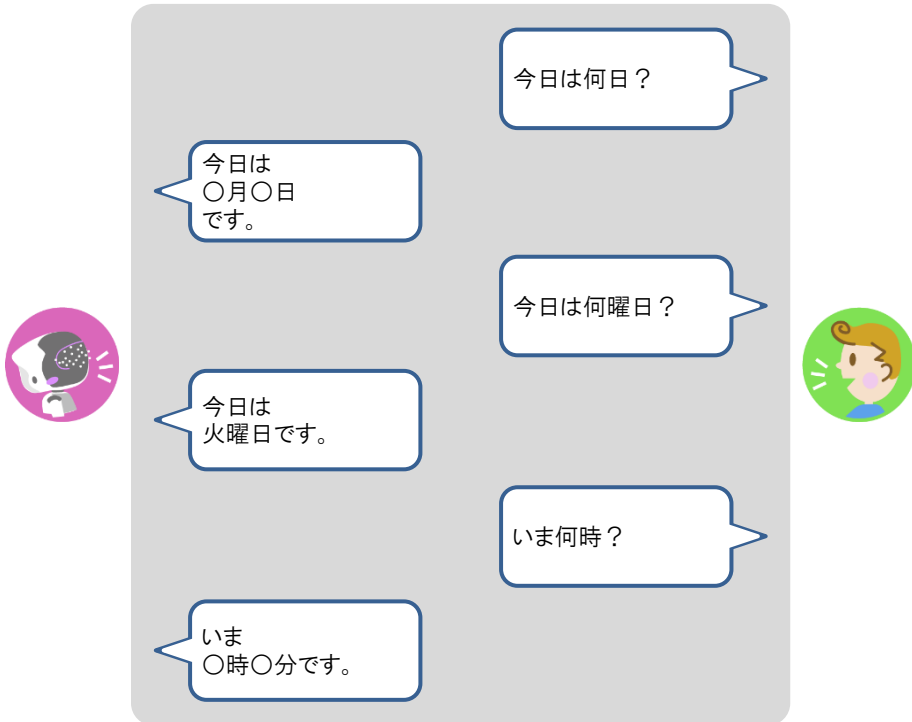 今日は何日？
今日は
〇月〇日
です。
今日は何曜日？
今日は
火曜日です。
いま何時？
いま
〇時〇分です。